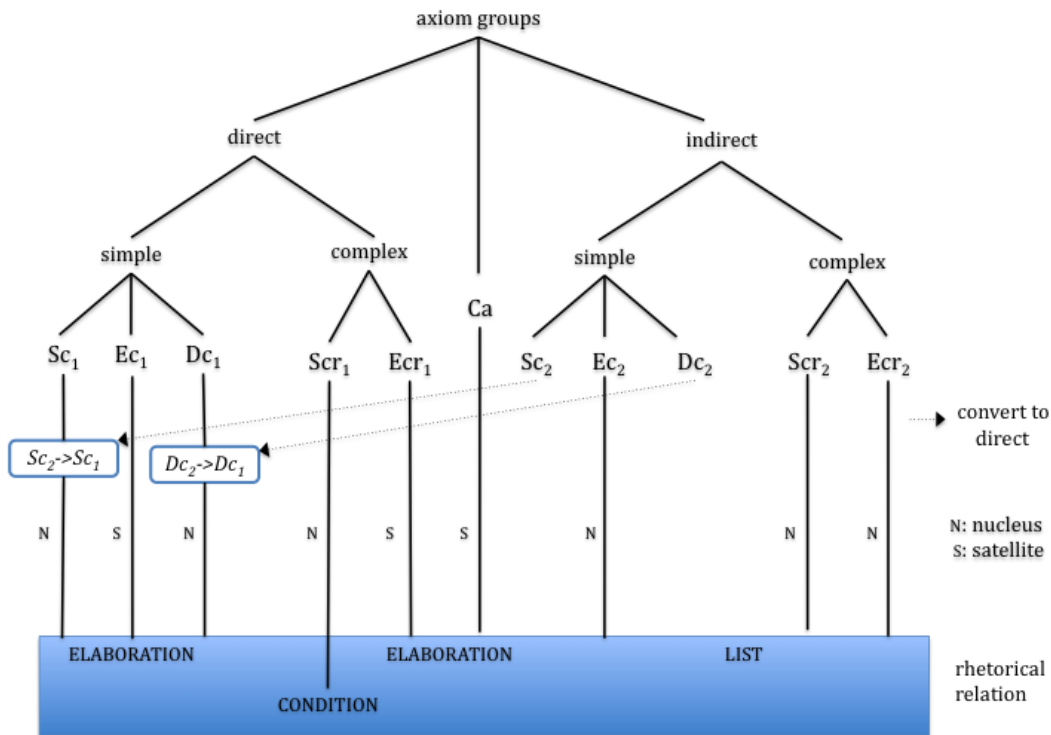 axiom groups
direct
indirect
simple
complex
simple
complex
Ca
Sc₁ Ec₁ Dc₁
Scr₁ Ecr₁
Sc₂ Ec₂ Dc₂
Scr₂ Ecr₂
convert to
direct
Sc₂->Sc₁
Dc₂->Dc₁
N S N N S S N N N
N: nucleus
S: satellite
ELABORATION ELABORATION LIST
CONDITION
rhetorical
relation